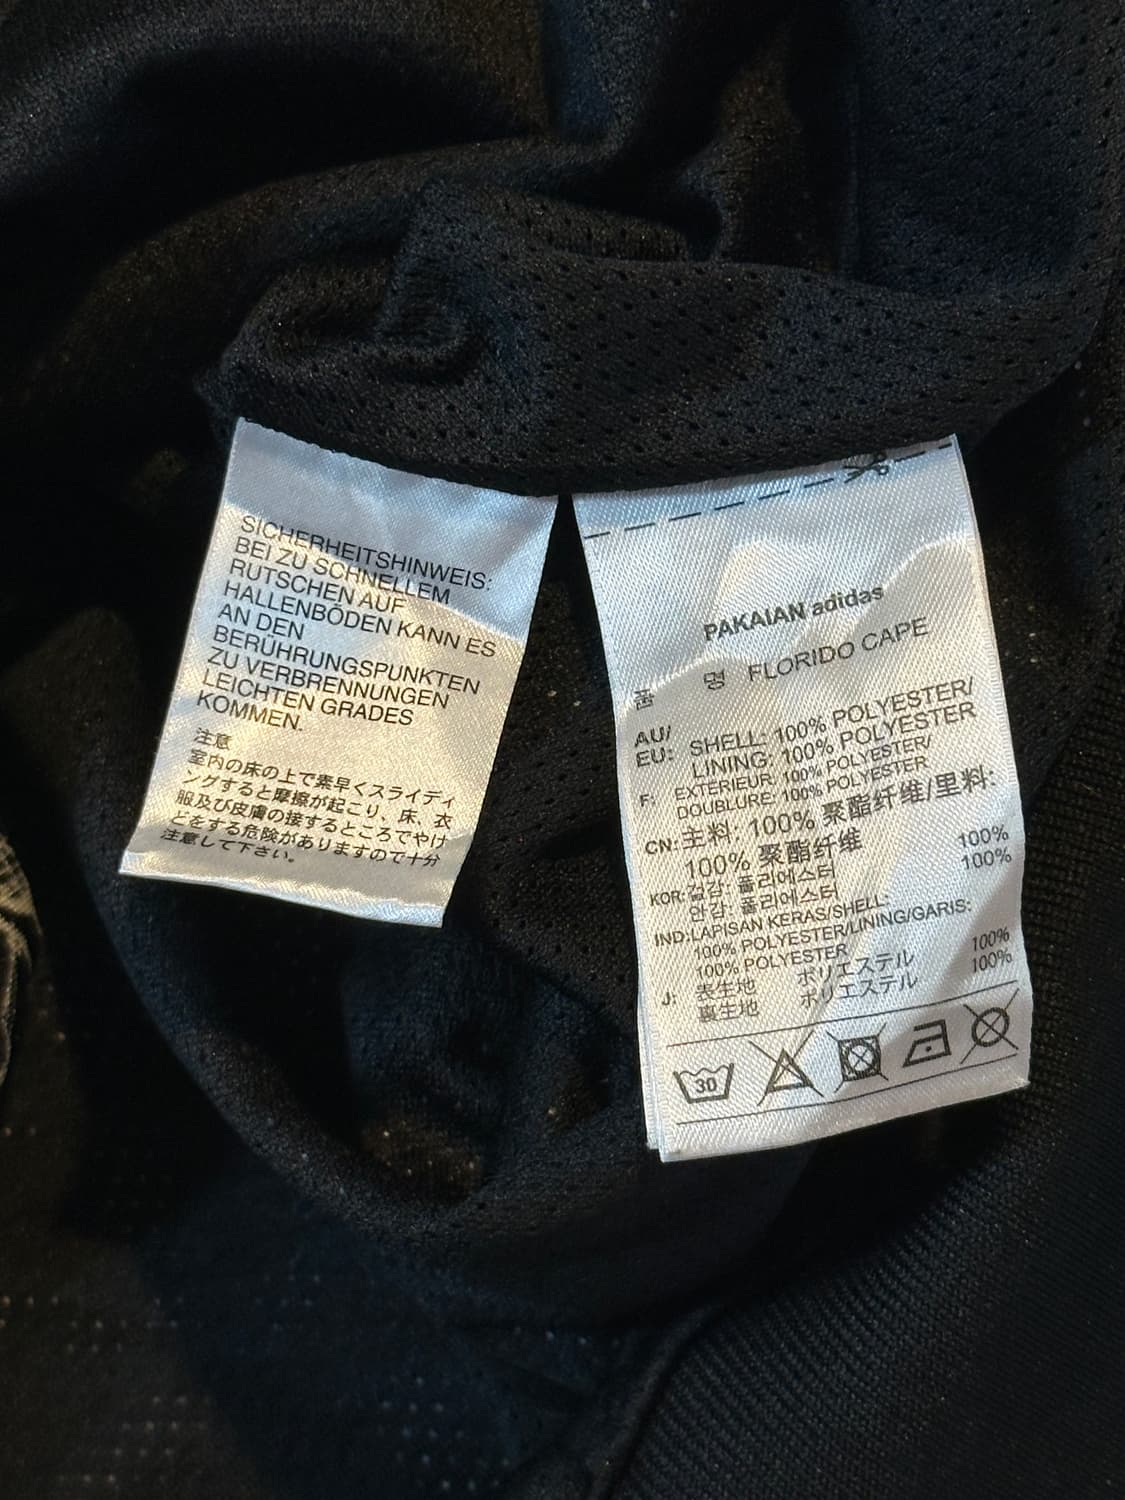 SICHERHEITSHINWEIS:
BEI ZU SCHNELLEM
RUTSCHEN AUF
HALLENBÖDEN KANN ES
AN DEN
BERÜHRUNGSPUNKTEN
ZU VERBRENNUNGEN
LEICHTEN GRADES
KOMMEN.
注意
室内の床の上で素早くスライディ
ングすると摩擦が起こり、床、衣
服及び皮膚の接するところでやけ
どをする危険がありますので十分
注意して下さい。
PAKAIAN adidas
품 명 FLORIDO CAPE
AU/
EU: SHELL: 100% POLYESTER/
LINING: 100% POLYESTER
F: EXTERIEUR: 100% POLYESTER/
DOUBLURE: 100% POLYESTER
CN: 主料: 100% 聚酯纤维/里料:
100% 聚酯纤维
KOR: 겉감: 폴리에스터 100%
안감: 폴리에스터 100%
IND: LAPISAN KERAS/SHELL:
100% POLYESTER/LINING/GARIS:
100% POLYESTER
J: 表生地 ポリエステル 100%
裏生地 ポリエステル 100%
30